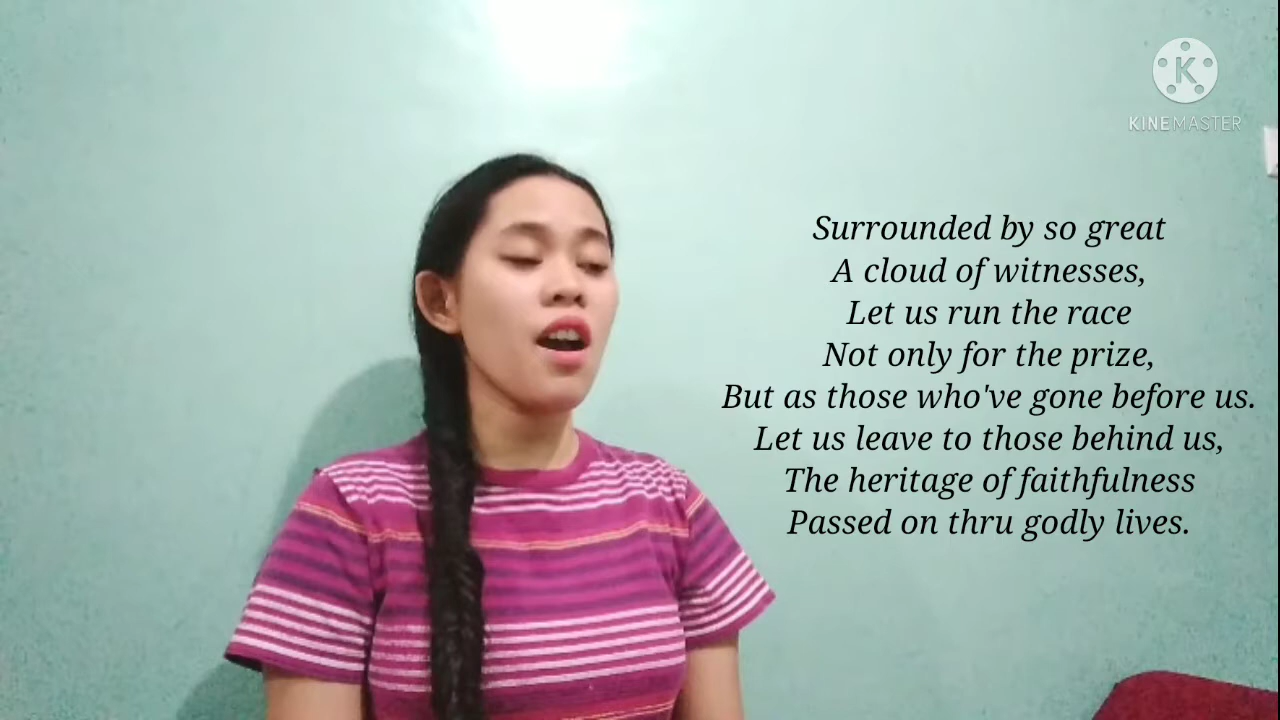 K
KINEMASTER
Surrounded by so great
A cloud of witnesses,
Let us run the race
Not only for the prize,
But as those who've gone before us.
Let us leave to those behind us,
The heritage of faithfulness
Passed on thru godly lives.